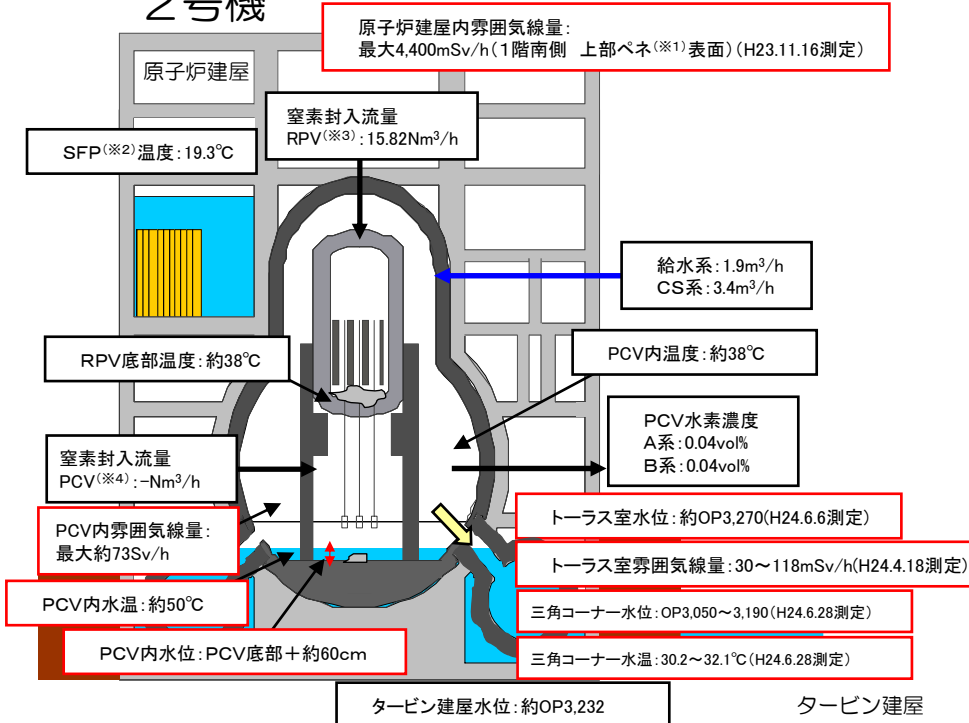 2号機
原子炉建屋内雰囲気線量:
最大4,400mSv/h(1階南側 上部ペネ(※1)表面)(H23.11.16測定)
原子炉建屋
窒素封入流量
RPV(※3):15.82Nm3/h
SFP(※2)温度:19.3℃
給水系:1.9m3/h
CS系:3.4m3/h
RPV底部温度:約38℃
PCV内温度:約38℃
PCV水素濃度
A系:0.04vol%
B系:0.04vol%
窒素封入流量
PCV(※4):-Nm3/h
PCV内雰囲気線量:
最大約73Sv/h
トーラス室水位:約OP3,270(H24.6.6測定)
トーラス室雰囲気線量:30~118mSv/h(H24.4.18測定)
PCV内水温:約50℃
三角コーナー水位:OP3,050~3,190(H24.6.28測定)
PCV内水位:PCV底部+約60cm
三角コーナー水温:30.2~32.1℃(H24.6.28測定)
タービン建屋水位:約OP3,232
タービン建屋